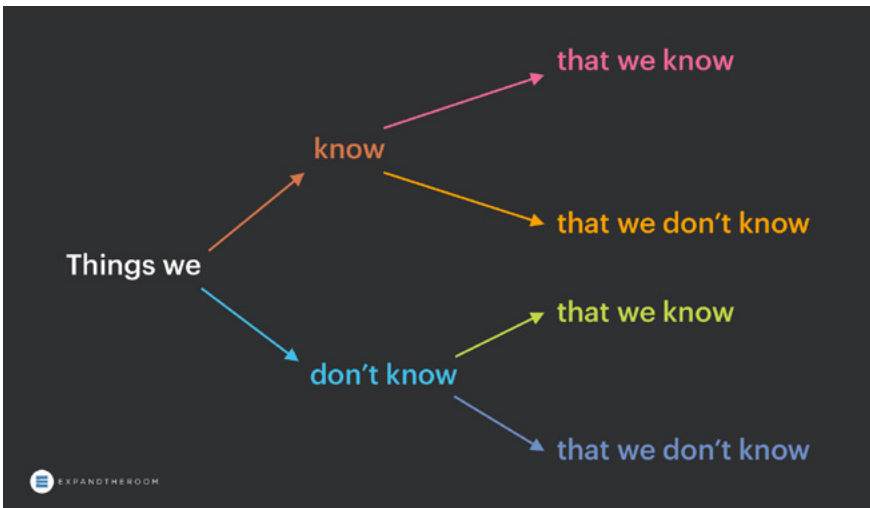 that we know
know
that we don't know
Things we
that we know
don't know
that we don't know
EXPANDTHEROOM